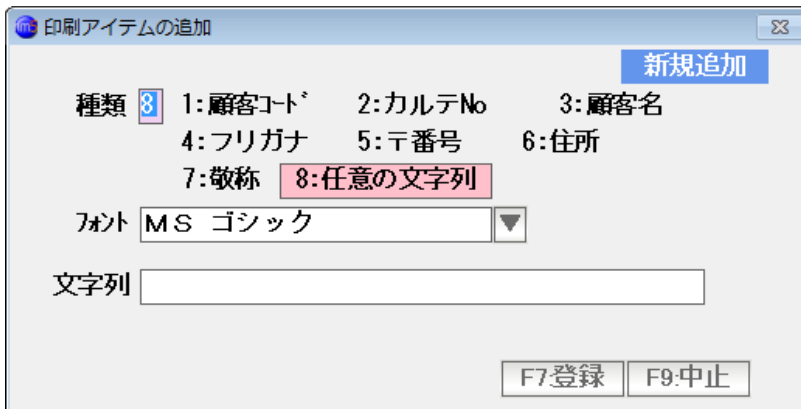 印刷アイテムの追加
新規追加
種類 8 1:顧客ｺｰﾄﾞ 2:カルテNo 3:顧客名
4:フリガナ 5:〒番号 6:住所
7:敬称 8:任意の文字列
ﾌｫﾝﾄ ＭＳ ゴシック
文字列
F7:登録 F9:中止